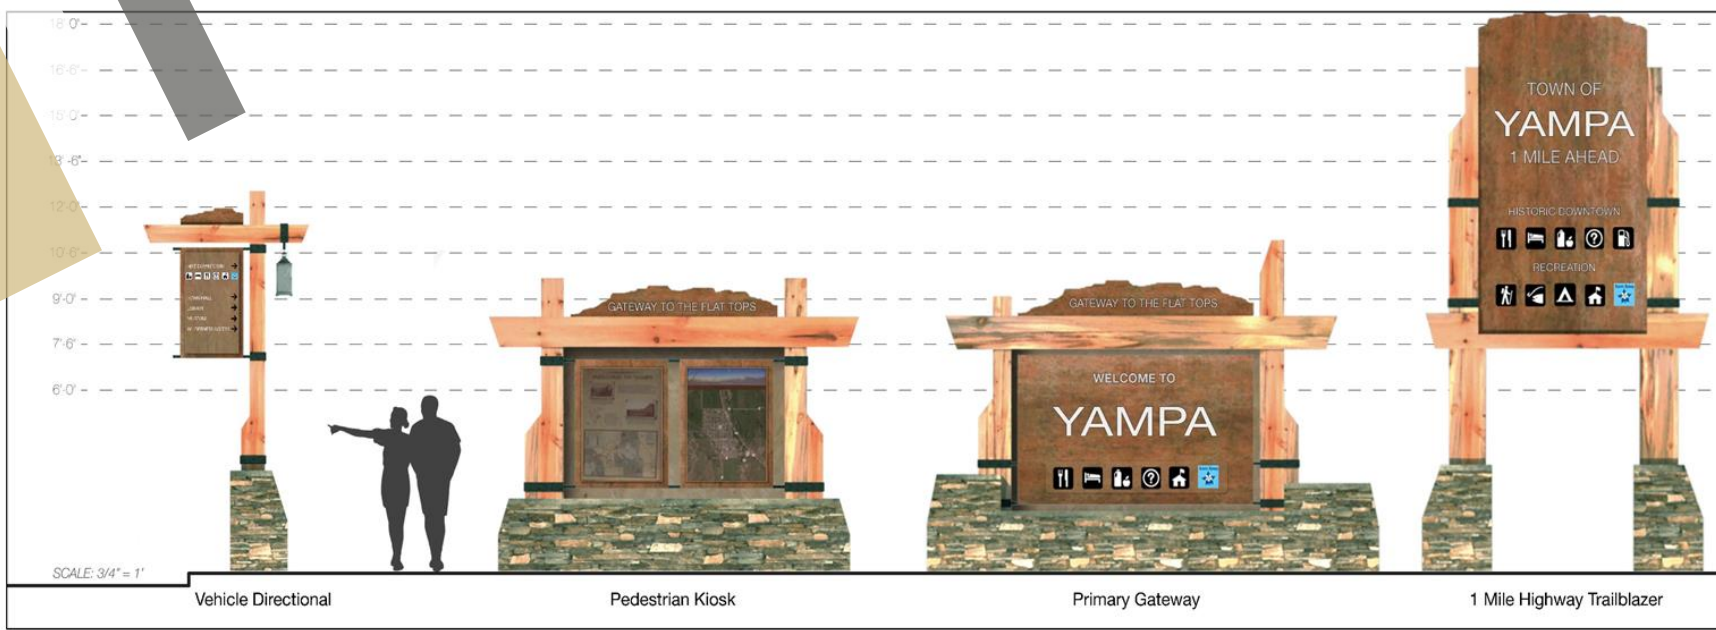 18'0"
16'-6"
15'0"
13'-6"
12'0"
10'-6"
9'-0"
7'-6"
6'-0"
SCALE: 3/4" = 1'
Vehicle Directional
GATEWAY TO THE FLAT TOPS
Pedestrian Kiosk
GATEWAY TO THE FLAT TOPS
WELCOME TO
YAMPA
Primary Gateway
TOWN OF
YAMPA
1 MILE AHEAD
HISTORIC DOWNTOWN
?
RECREATION
1 Mile Highway Trailblazer